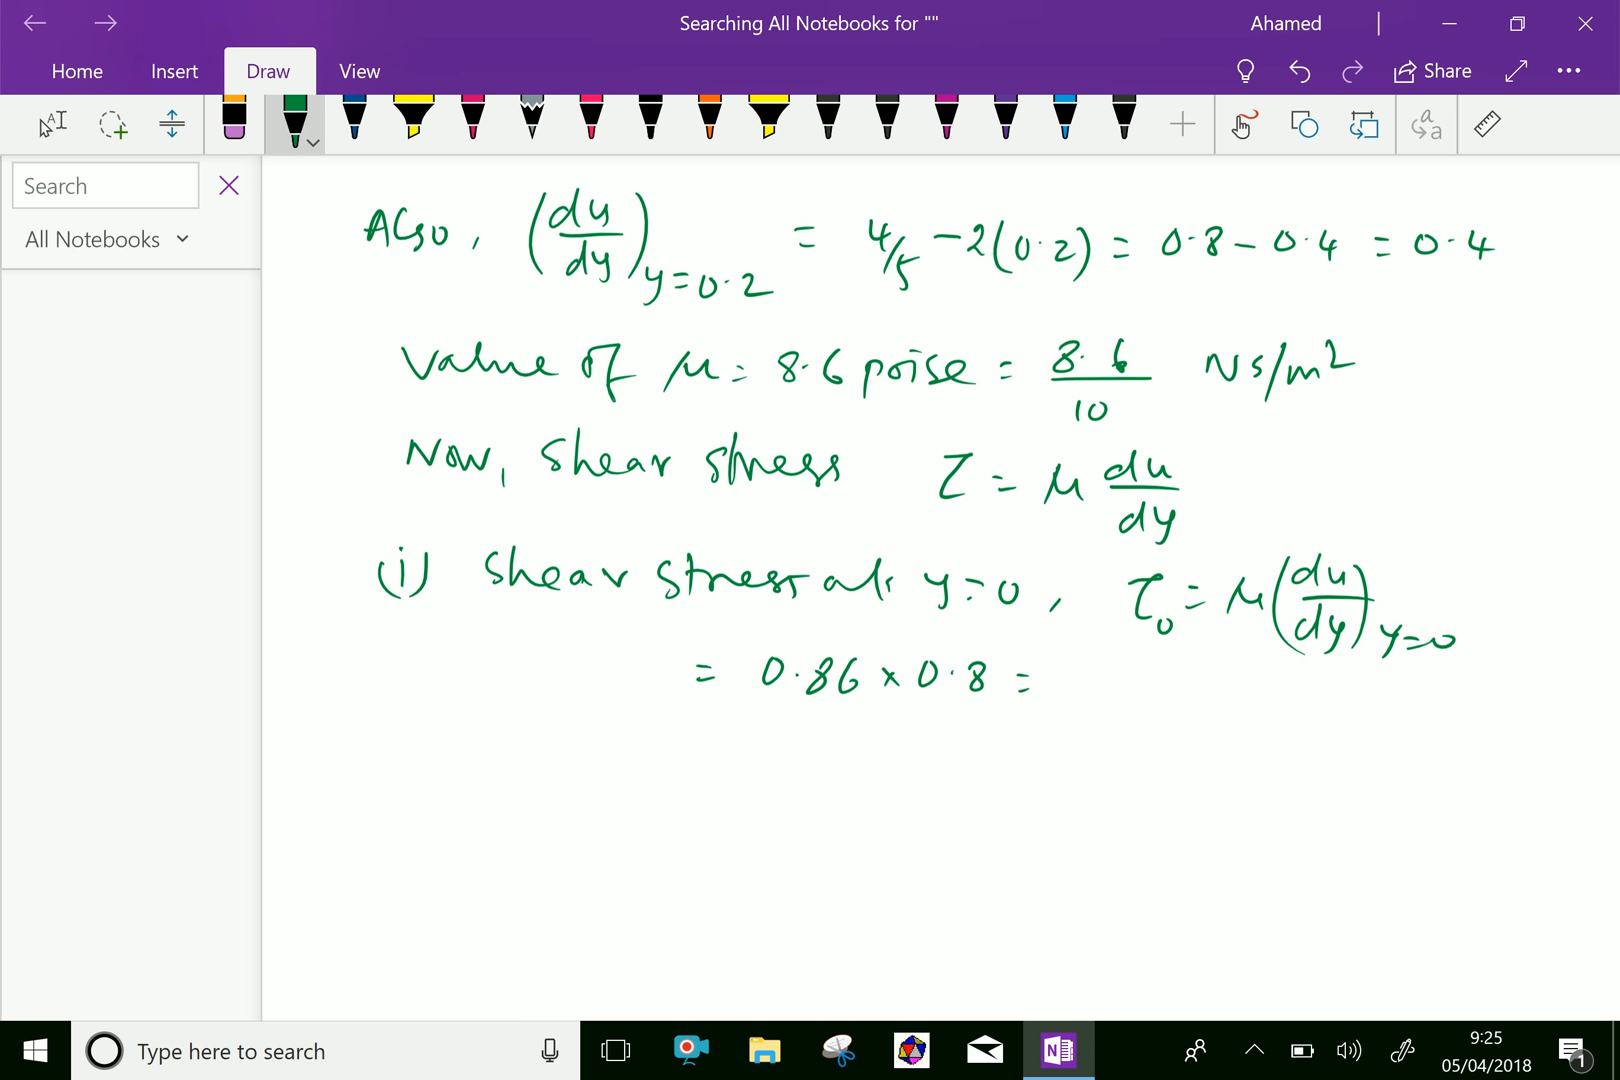 Searching All Notebooks for ""
Ahamed
Home Insert Draw View
Share
Search
All Notebooks
Also, (du/dy)y=0.2 = 4/5 - 2(0.2) = 0.8 - 0.4 = 0.4
Value of μ = 8.6 poise = 8.6/10 Ns/m²
Now, Shear stress τ = μ du/dy
(i) Shear stress at y=0, τ₀ = μ(du/dy)y=0
= 0.86 × 0.8 =
Type here to search
9:25
05/04/2018
1